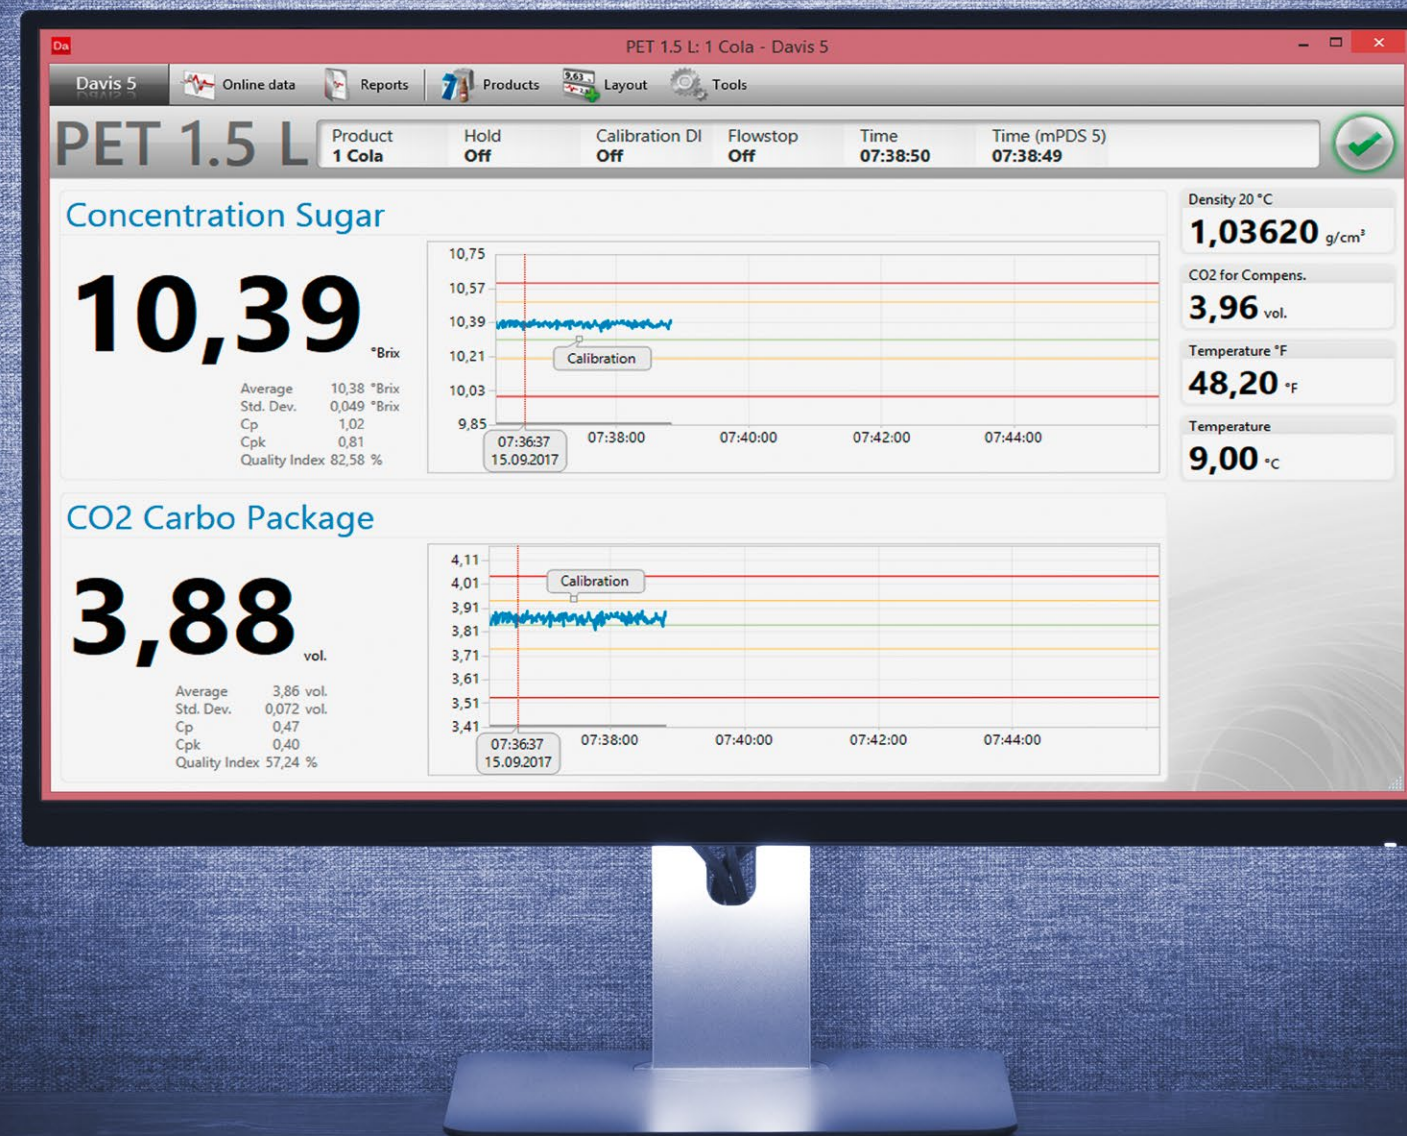 Da
PET 1.5 L: 1 Cola - Davis 5
Davis 5 Online data Reports Products 9,63 Layout Tools
PET 1.5 L
Product Hold Calibration DI Flowstop Time Time (mPDS 5)
1 Cola Off Off Off 07:38:50 07:38:49
Concentration Sugar
10,39 °Brix
Average 10,38 °Brix
Std. Dev. 0,049 °Brix
Cp 1,02
Cpk 0,81
Quality Index 82,58 %
10,75
10,57
10,39
10,21
10,03
9,85
Calibration
07:36:37
15.09.2017
07:38:00 07:40:00 07:42:00 07:44:00
Density 20 °C
1,03620 g/cm³
CO2 for Compens.
3,96 vol.
Temperature °F
48,20 °F
Temperature
9,00 °C
CO2 Carbo Package
3,88 vol.
Average 3,86 vol.
Std. Dev. 0,072 vol.
Cp 0,47
Cpk 0,40
Quality Index 57,24 %
4,11
4,01
3,91
3,81
3,71
3,61
3,51
3,41
Calibration
07:36:37
15.09.2017
07:38:00 07:40:00 07:42:00 07:44:00